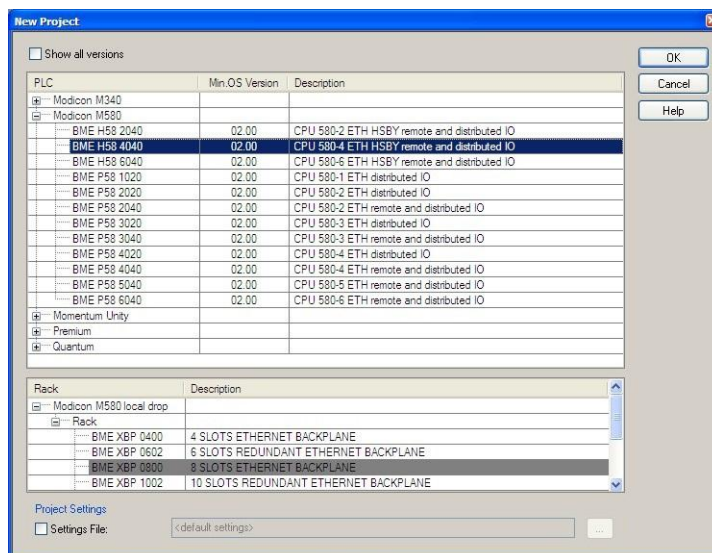 New Project
Show all versions
OK
Cancel
Help
PLC Min.OS Version Description
Modicon M340
Modicon M580
BME H58 2040 02.00 CPU 580-2 ETH HSBY remote and distributed IO
BME H58 4040 02.00 CPU 580-4 ETH HSBY remote and distributed IO
BME H58 6040 02.00 CPU 580-6 ETH HSBY remote and distributed IO
BME P58 1020 02.00 CPU 580-1 ETH distributed IO
BME P58 2020 02.00 CPU 580-2 ETH distributed IO
BME P58 2040 02.00 CPU 580-2 ETH remote and distributed IO
BME P58 3020 02.00 CPU 580-3 ETH distributed IO
BME P58 3040 02.00 CPU 580-3 ETH remote and distributed IO
BME P58 4020 02.00 CPU 580-4 ETH distributed IO
BME P58 4040 02.00 CPU 580-4 ETH remote and distributed IO
BME P58 5040 02.00 CPU 580-5 ETH remote and distributed IO
BME P58 6040 02.00 CPU 580-6 ETH remote and distributed IO
Momentum Unity
Premium
Quantum
Rack Description
Modicon M580 local drop
Rack
BME XBP 0400 4 SLOTS ETHERNET BACKPLANE
BME XBP 0602 6 SLOTS REDUNDANT ETHERNET BACKPLANE
BME XBP 0800 8 SLOTS ETHERNET BACKPLANE
BME XBP 1002 10 SLOTS REDUNDANT ETHERNET BACKPLANE
Project Settings
Settings File: <default settings> ...